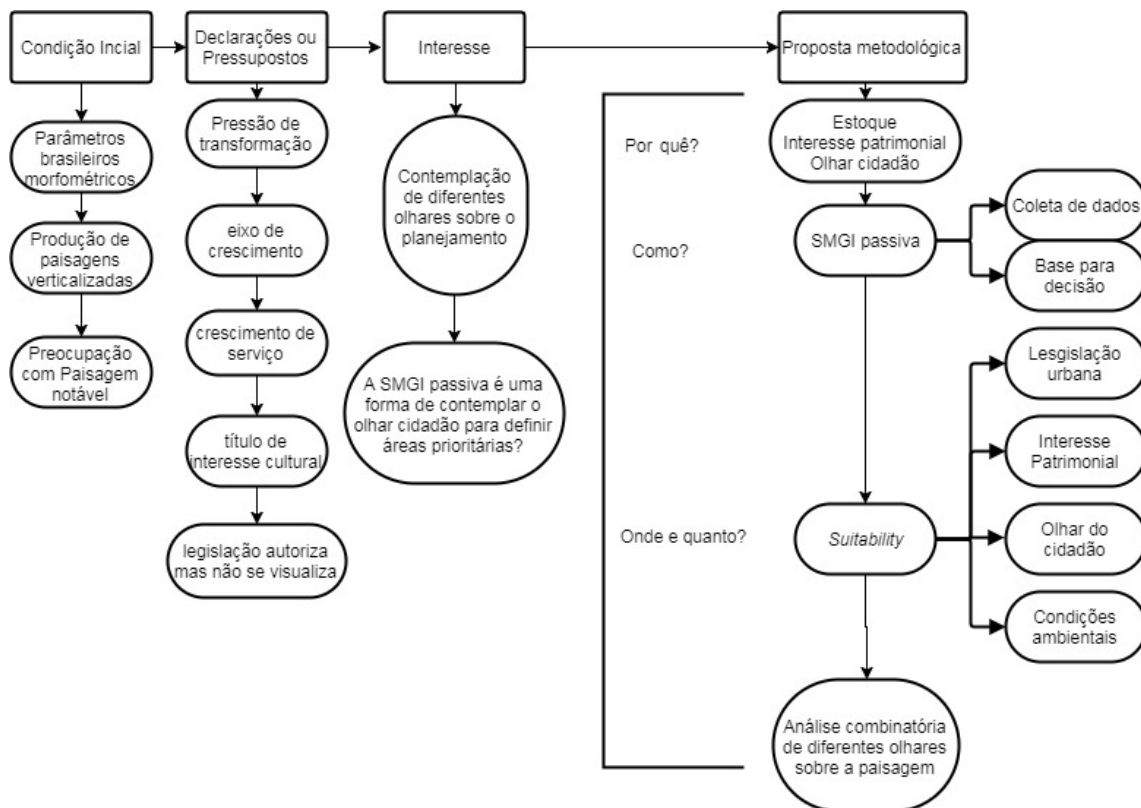 Condição Incial
Declarações ou
Pressupostos
Interesse
Proposta metodológica
Parâmetros
brasileiros
morfométricos
Produção de
paisagens
verticalizadas
Preocupação
com Paisagem
notável
Pressão de
transformação
eixo de
crescimento
crescimento de
serviço
título de
interesse cultural
legislação autoriza
mas não se visualiza
Contemplação
de diferentes
olhares sobre o
planejamento
A SMGI passiva é uma
forma de contemplar o
olhar cidadão para definir
áreas prioritárias?
Por quê?
Estoque
Interesse patrimonial
Olhar cidadão
Como?
SMGI passiva
Coleta de dados
Base para
decisão
Onde e quanto?
Suitability
Lesgislação
urbana
Interesse
Patrimonial
Olhar do
cidadão
Condições
ambientais
Análise combinatória
de diferentes olhares
sobre a paisagem